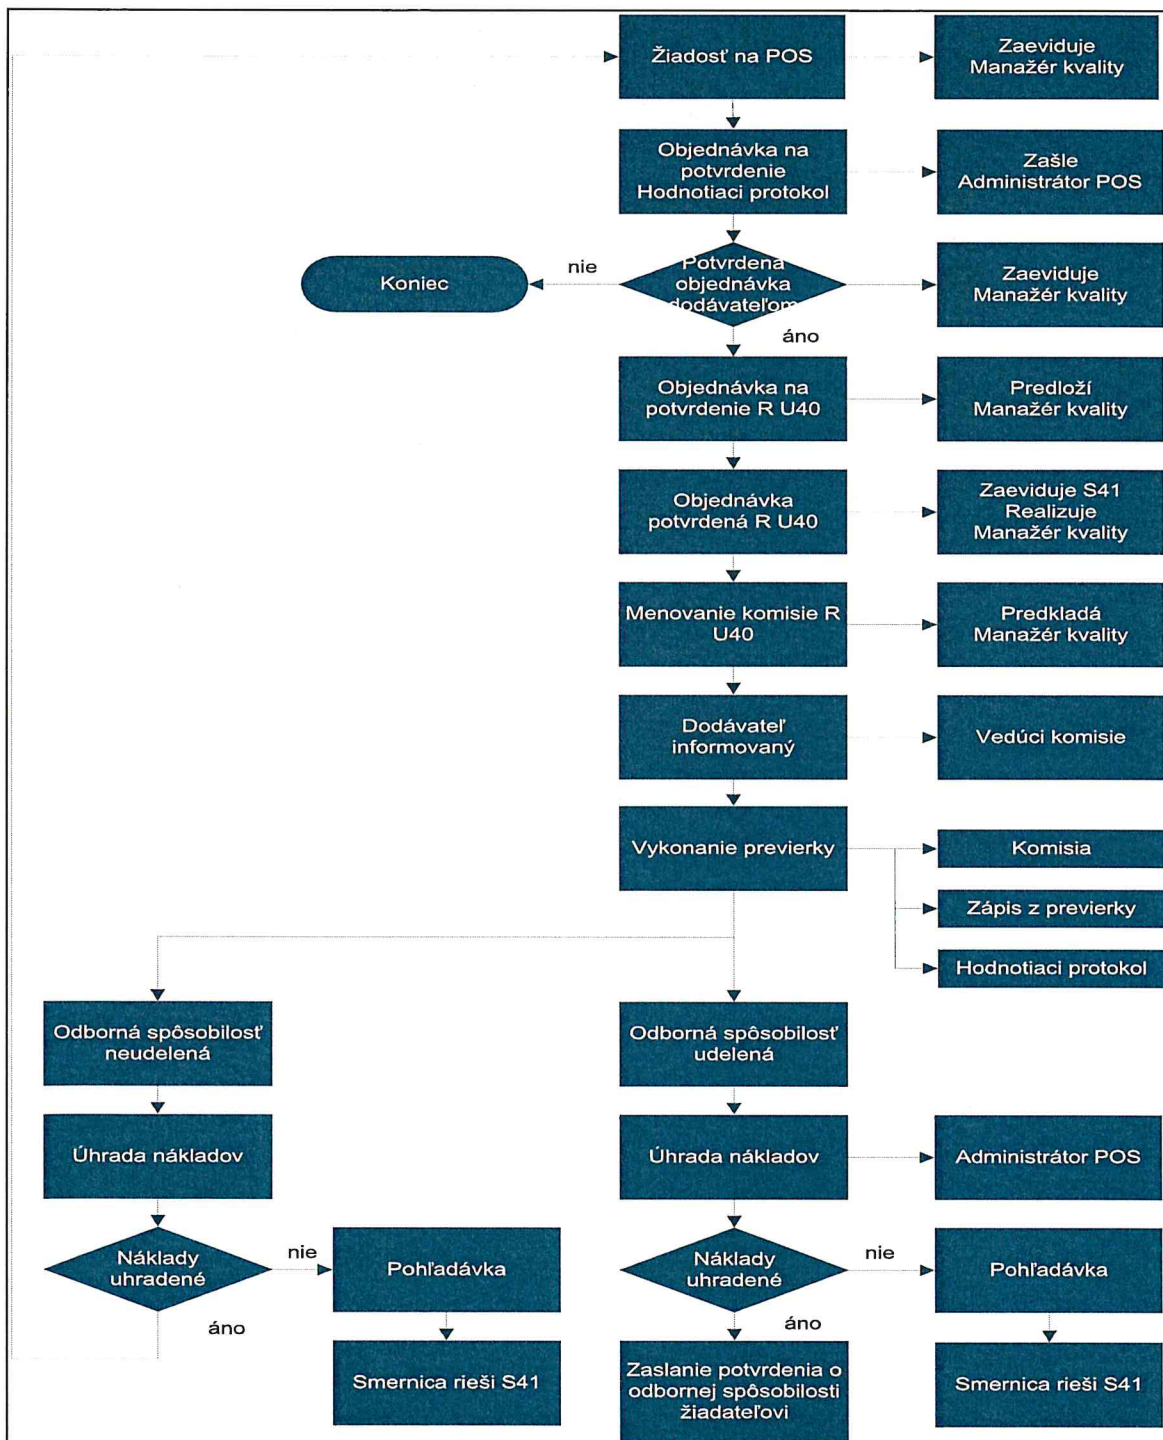 Žiadosť na POS
Zaeviduje
Manažér kvality
Objednávka na
potvrdenie
Hodnotiaci protokol
Zašle
Administrátor POS
Koniec
nie
Potvrdená
objednávka
dodávateľom
Zaeviduje
Manažér kvality
áno
Objednávka na
potvrdenie R U40
Predloží
Manažér kvality
Objednávka
potvrdená R U40
Zaeviduje S41
Realizuje
Manažér kvality
Menovanie komisie R
U40
Predkladá
Manažér kvality
Dodávateľ
informovaný
Vedúci komisie
Vykonanie previerky
Komisia
Zápis z previerky
Hodnotiaci protokol
Odborná spôsobilosť
neudelená
Odborná spôsobilosť
udelená
Úhrada nákladov
Úhrada nákladov
Administrátor POS
Náklady
uhradené
nie
Pohľadávka
Náklady
uhradené
nie
Pohľadávka
áno
áno
Smernica rieši S41
Zaslanie potvrdenia o
odbornej spôsobilosti
žiadateľovi
Smernica rieši S41